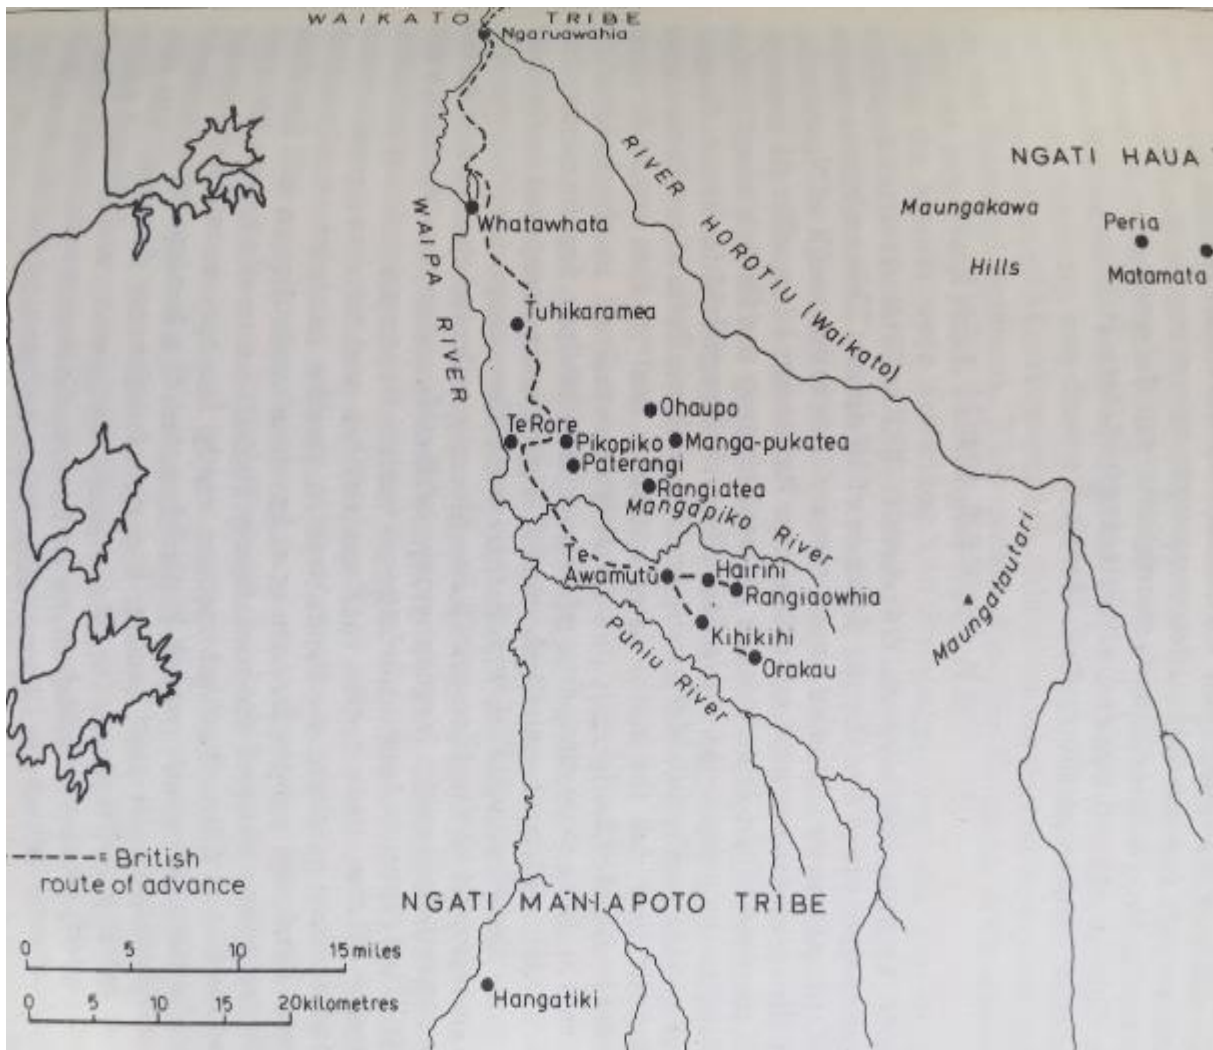 WAIKATO TRIBE
Ngaruawahia
RIVER HOROTIU (Waikato)
NGATI HAUA
Maungakawa
Hills
Peria
Matamata
WAIPA RIVER
Whatawhata
Tuhikaramea
Ohaupo
Te Rore
Pikopiko
Manga-pukatea
Paterangi
Rangiatea
Mangapiko River
Te
Awamutu
Hairini
Rangiaowhia
Maungatautari
Kihikihi
Orakau
Puniu River
= British
route of advance
NGATI MANIAPOTO TRIBE
0 5 10 15 miles
0 5 10 15 20 kilometres
Hangatiki